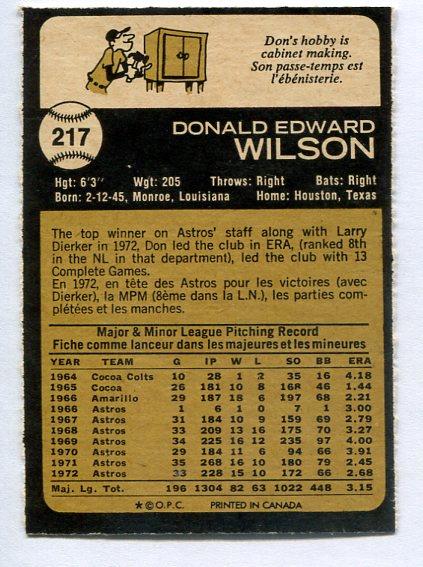 Don's hobby is
cabinet making.
Son passe-temps est
l'ébénisterie.
217
DONALD EDWARD
WILSON
Hgt: 6'3" Wgt: 205 Throws: Right Bats: Right
Born: 2-12-45, Monroe, Louisiana Home: Houston, Texas
The top winner on Astros' staff along with Larry
Dierker in 1972, Don led the club in ERA, (ranked 8th
in the NL in that department), led the club with 13
Complete Games.
En 1972, en tête des Astros pour les victoires (avec
Dierker), la MPM (8ème dans la L.N.), les parties com-
plétées et les manches.
Major & Minor League Pitching Record
Fiche comme lanceur dans les majeures et les mineures
YEAR TEAM G IP W L SO BB ERA
1964 Cocoa Colts 10 28 1 2 35 16 4.18
1965 Cocoa 26 181 10 8 168 46 1.44
1966 Amarillo 29 187 18 6 197 68 2.21
1966 Astros 1 6 1 0 7 1 3.00
1967 Astros 31 184 10 9 159 69 2.79
1968 Astros 33 209 13 16 175 70 3.27
1969 Astros 34 225 16 12 235 97 4.00
1970 Astros 29 184 11 6 94 66 3.91
1971 Astros 35 268 16 10 180 79 2.45
1972 Astros 33 228 15 10 172 66 2.68
Maj. Lg. Tot. 196 1304 82 63 1022 448 3.15
*© O.P.C. PRINTED IN CANADA